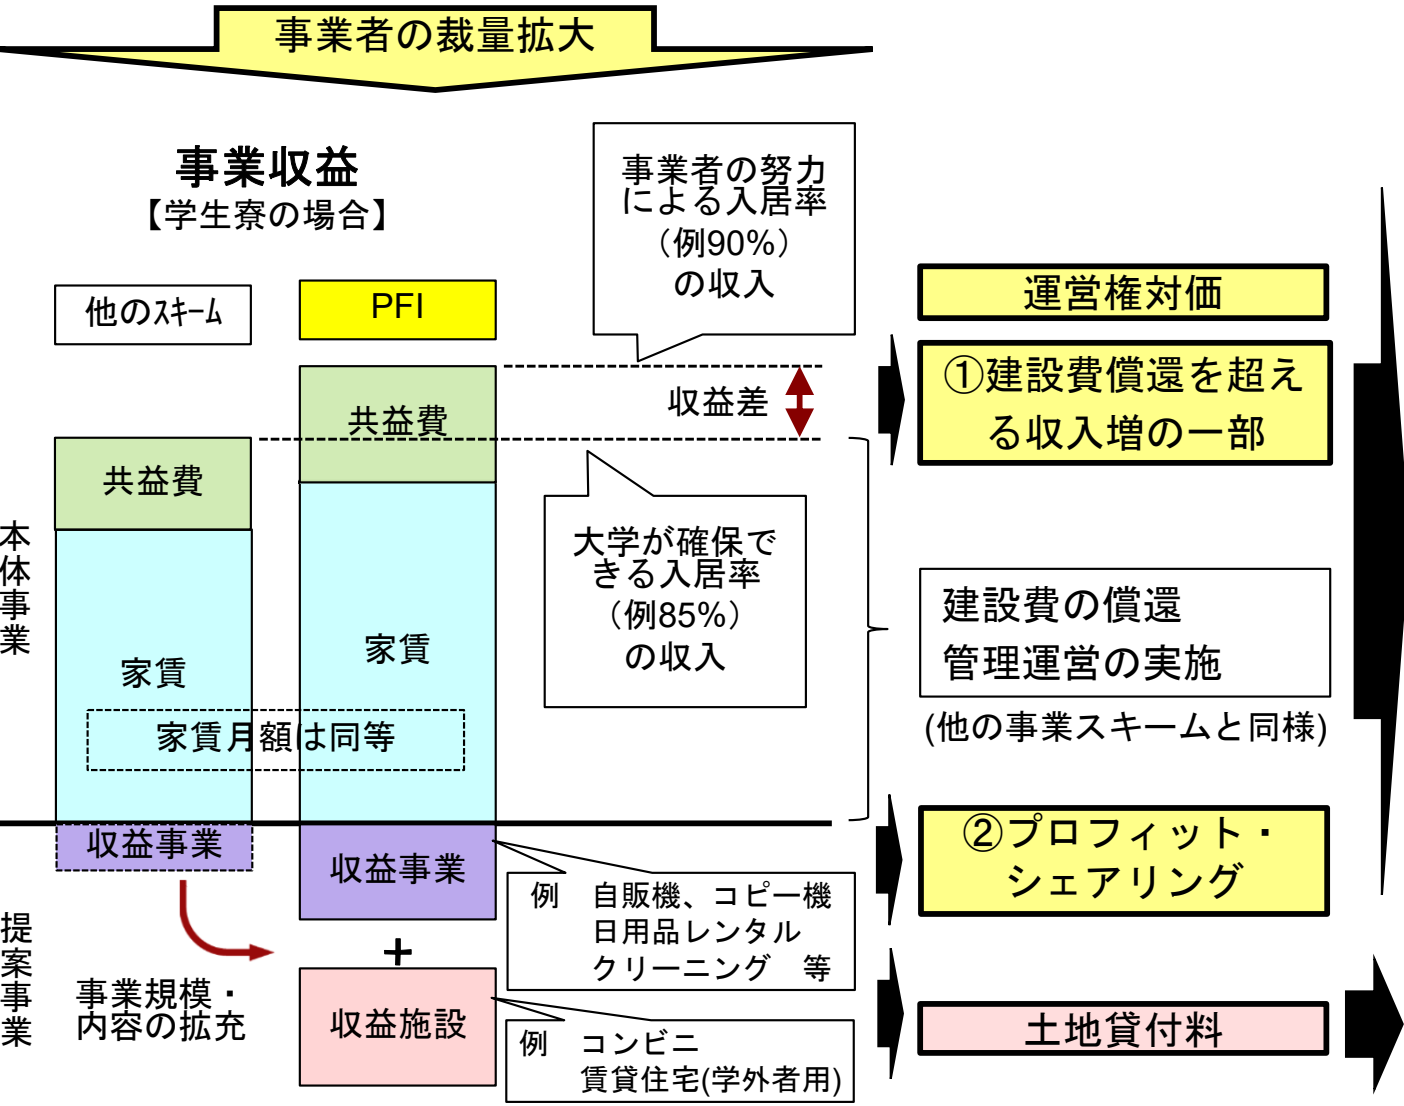 事業者の裁量拡大
事業収益
【学生寮の場合】
他のスキーム
PFI
事業者の努力
による入居率
（例90%）
の収入
運営権対価
①建設費償還を超え
る収入増の一部
収益差
共益費
共益費
本体事業
大学が確保で
きる入居率
（例85%）
の収入
建設費の償還
管理運営の実施
(他の事業スキームと同様)
家賃
家賃
家賃月額は同等
収益事業
収益事業
例　自販機、コピー機
日用品レンタル
クリーニング　等
②プロフィット・
シェアリング
提案事業
事業規模・
内容の拡充
+
収益施設
例　コンビニ
賃貸住宅(学外者用)
土地貸付料